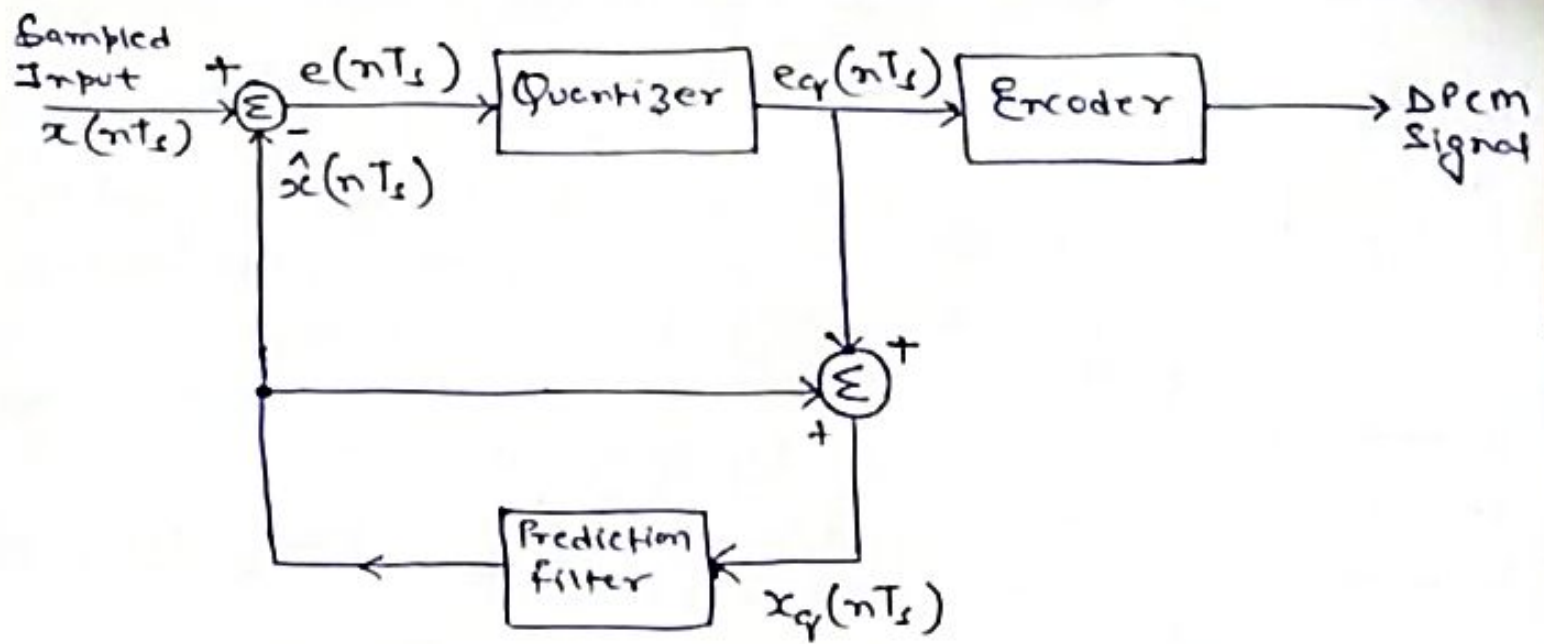 Sampled
Input
+
x(nTs)
Σ
-
x̂(nTs)
e(nTs)
Quantizer
eq(nTs)
Encoder
DPCM
Signal
+
Σ
+
Prediction
filter
xq(nTs)